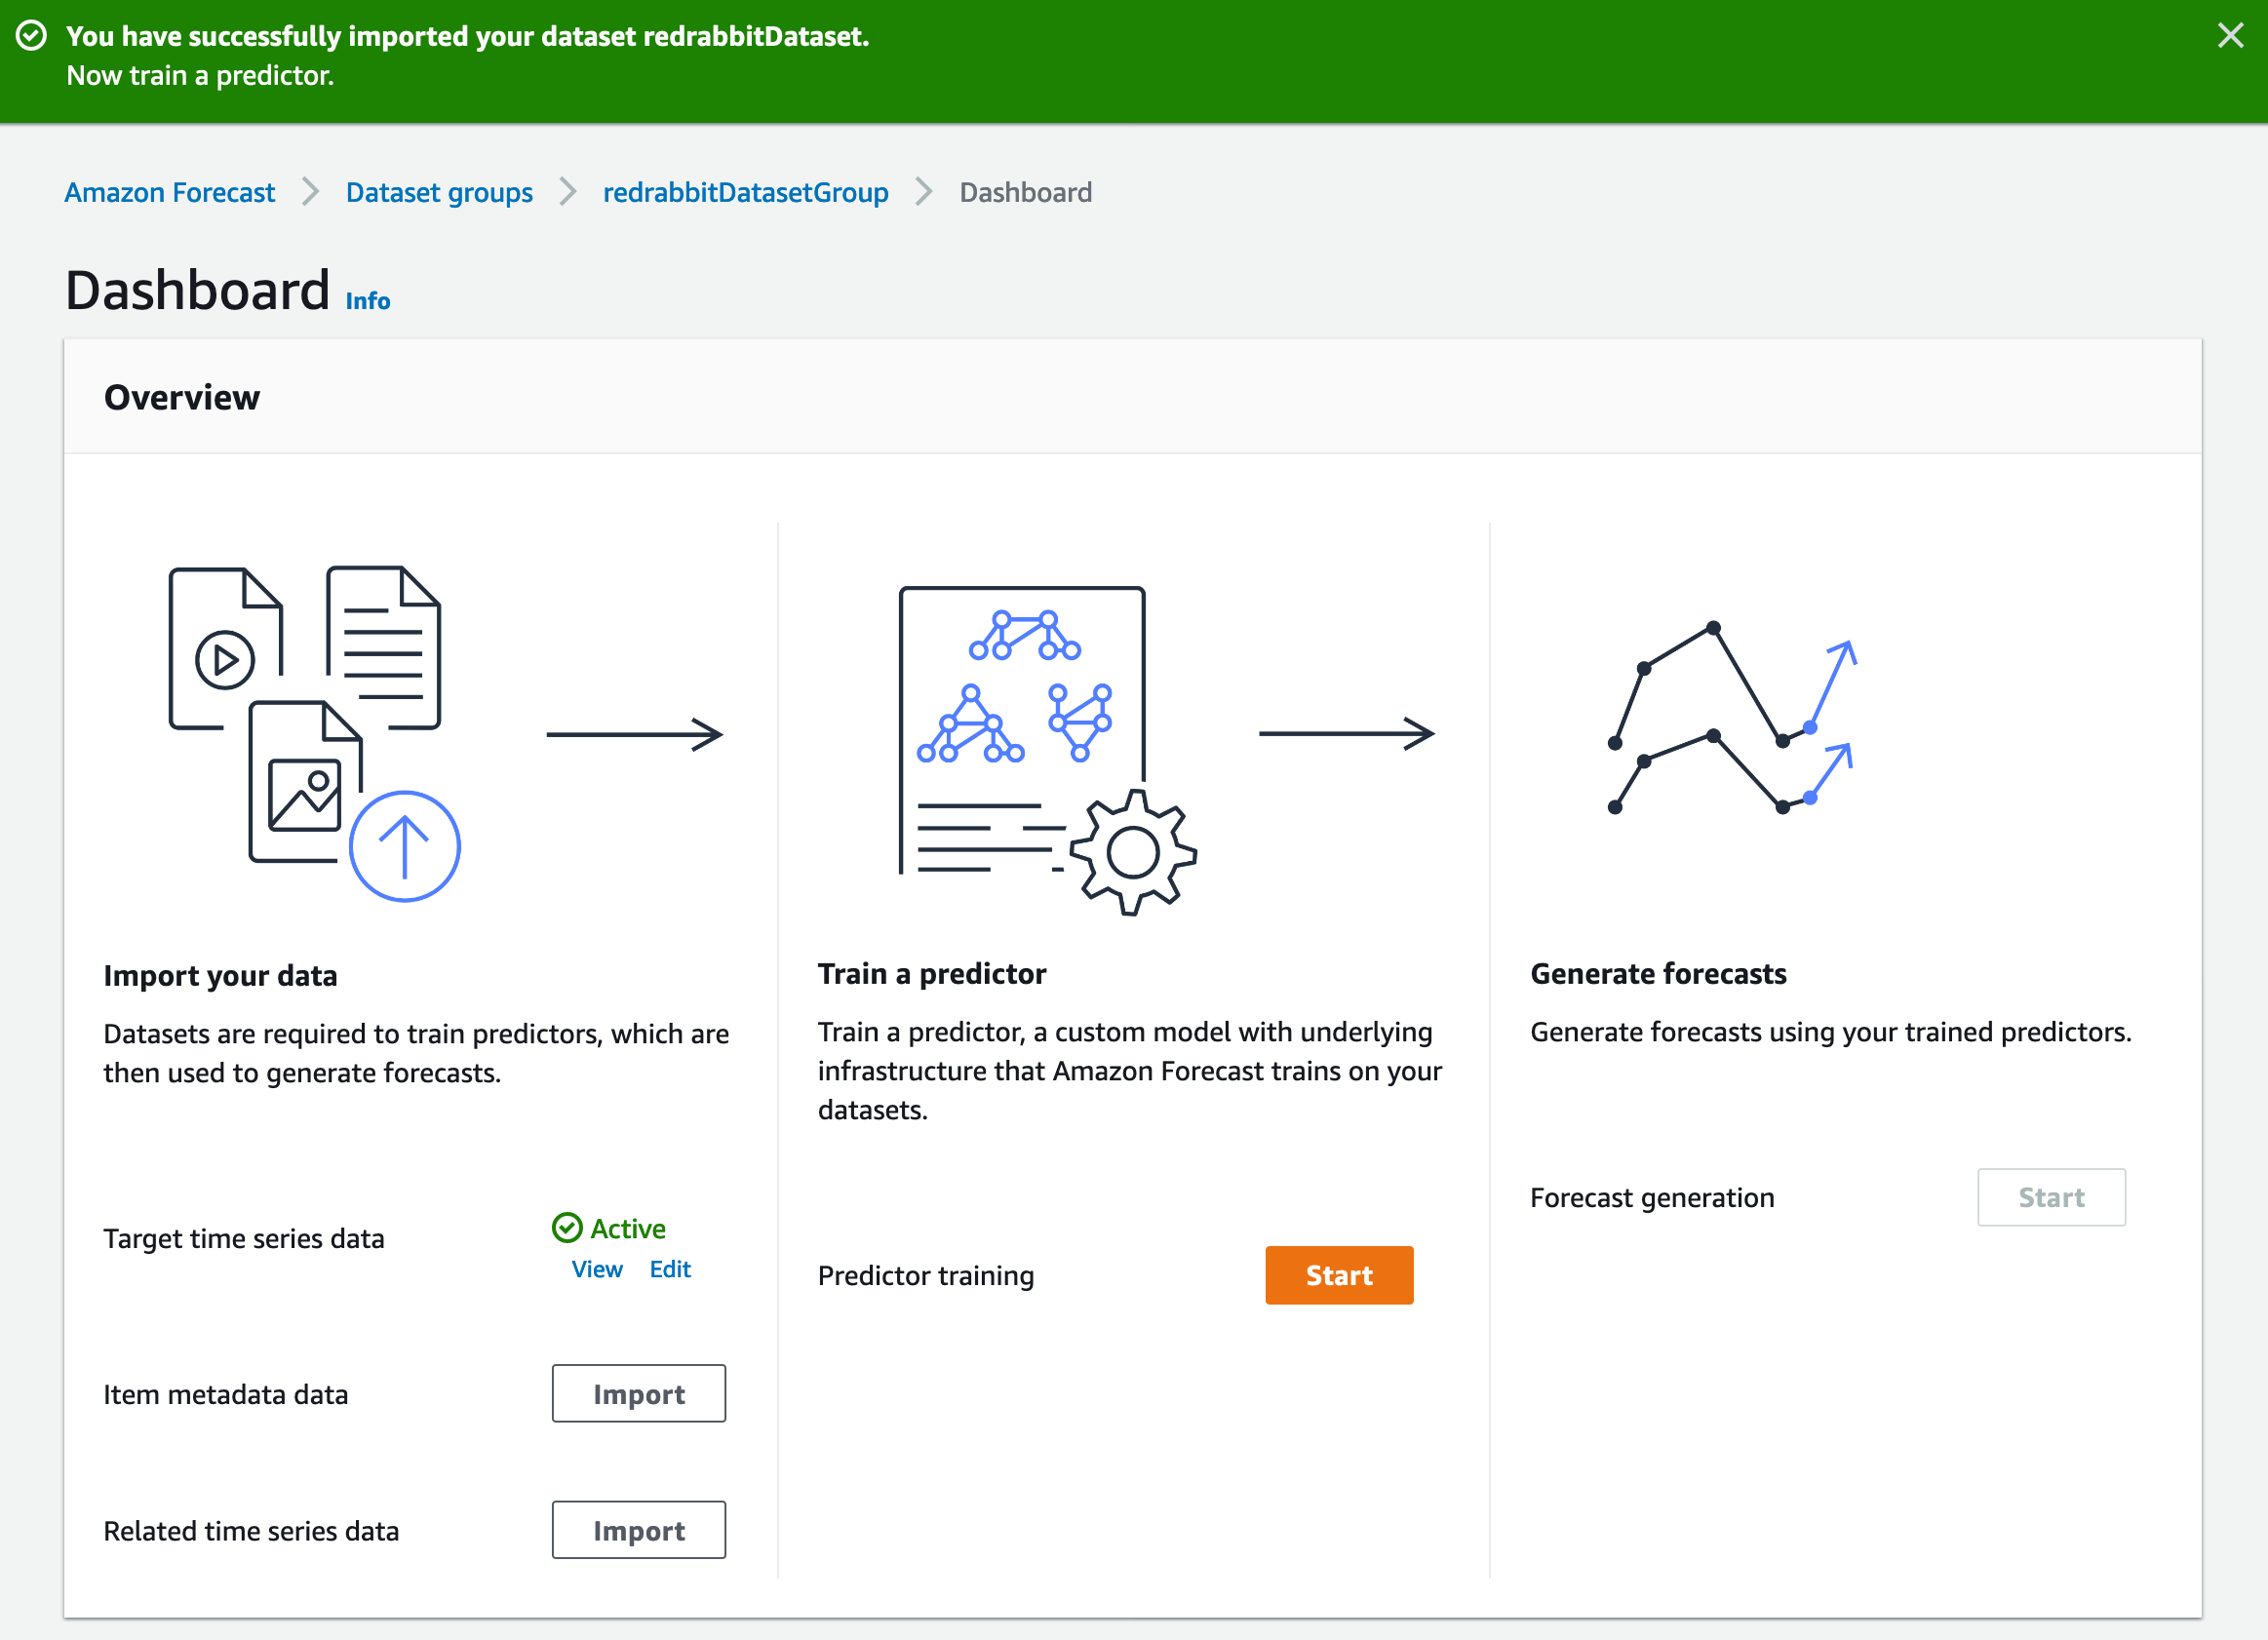 You have successfully imported your dataset redrabbitDataset.
Now train a predictor.
Amazon Forecast > Dataset groups > redrabbitDatasetGroup > Dashboard
Dashboard Info
Overview
Import your data
Datasets are required to train predictors, which are
then used to generate forecasts.
Target time series data
Active
View Edit
Item metadata data
Import
Related time series data
Import
Train a predictor
Train a predictor, a custom model with underlying
infrastructure that Amazon Forecast trains on your
datasets.
Predictor training
Start
Generate forecasts
Generate forecasts using your trained predictors.
Forecast generation
Start